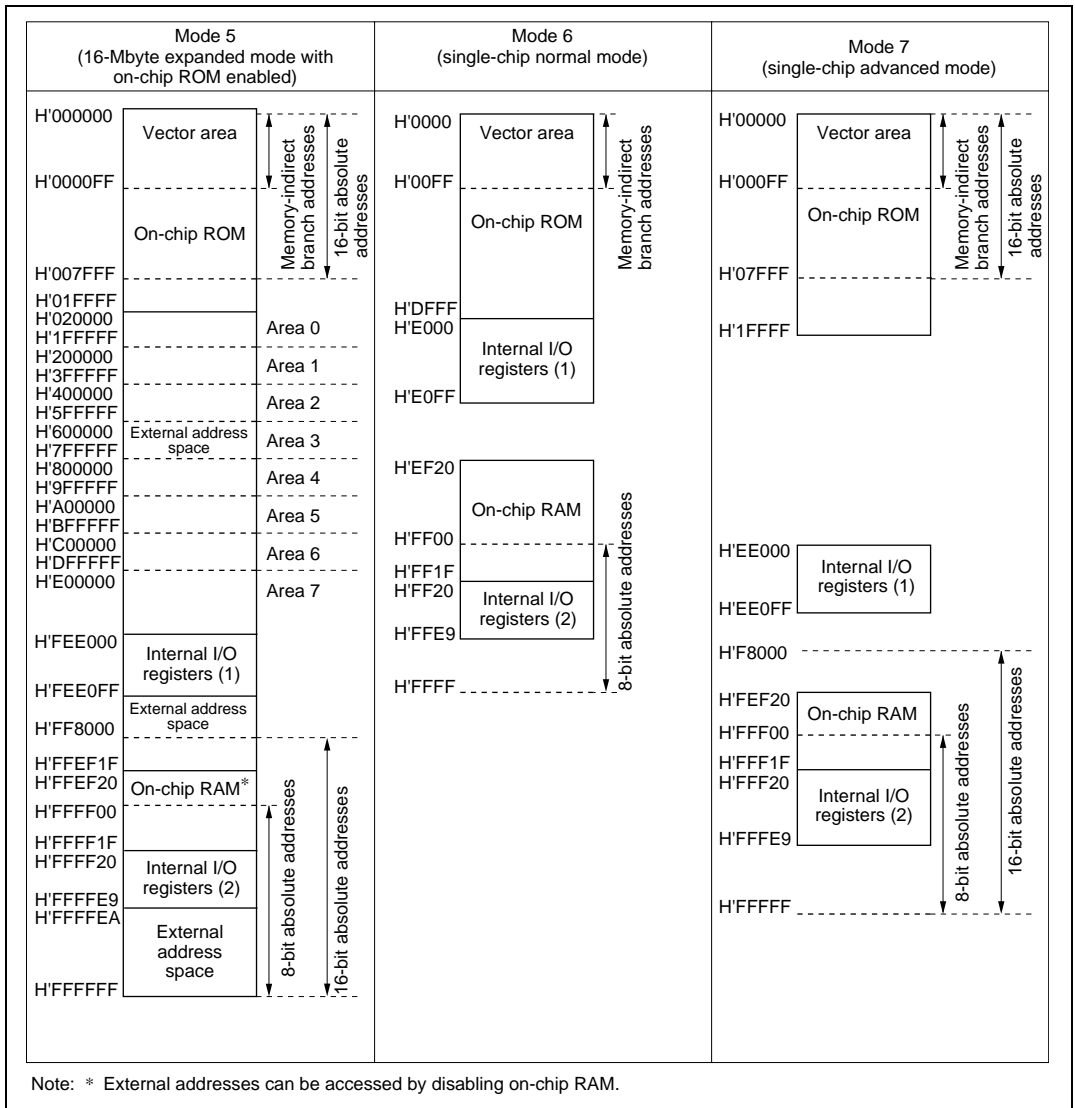 Mode 5
(16-Mbyte expanded mode with
on-chip ROM enabled)
H'000000
Vector area
H'0000FF
On-chip ROM
H'007FFF
H'01FFFF
H'020000
H'1FFFFF
H'200000
H'3FFFFF
H'400000
H'5FFFFF
H'600000
H'7FFFFF
H'800000
H'9FFFFF
H'A00000
H'BFFFFF
H'C00000
H'DFFFFF
H'E00000
External address
space
Area 0
Area 1
Area 2
Area 3
Area 4
Area 5
Area 6
Area 7
H'FEE000
Internal I/O
registers (1)
H'FEE0FF
External address
space
H'FF8000
H'FFEF1F
H'FFEF20
On-chip RAM*
H'FFFF00
H'FFFF1F
H'FFFF20
Internal I/O
registers (2)
H'FFFFE9
H'FFFFEA
External
address
space
H'FFFFFF
Memory-indirect
branch addresses
16-bit absolute
addresses
8-bit absolute addresses
16-bit absolute addresses
Mode 6
(single-chip normal mode)
H'0000
Vector area
H'00FF
On-chip ROM
H'DFFF
H'E000
Internal I/O
registers (1)
H'E0FF
H'EF20
On-chip RAM
H'FF00
H'FF1F
H'FF20
Internal I/O
registers (2)
H'FFE9
H'FFFF
Memory-indirect
branch addresses
8-bit absolute addresses
Mode 7
(single-chip advanced mode)
H'00000
Vector area
H'000FF
On-chip ROM
H'07FFF
H'1FFFF
H'EE000
Internal I/O
registers (1)
H'EE0FF
H'F8000
H'FEF20
On-chip RAM
H'FFF00
H'FFF1F
H'FFF20
Internal I/O
registers (2)
H'FFFE9
H'FFFFF
Memory-indirect
branch addresses
16-bit absolute
addresses
8-bit absolute addresses
16-bit absolute addresses
Note: * External addresses can be accessed by disabling on-chip RAM.